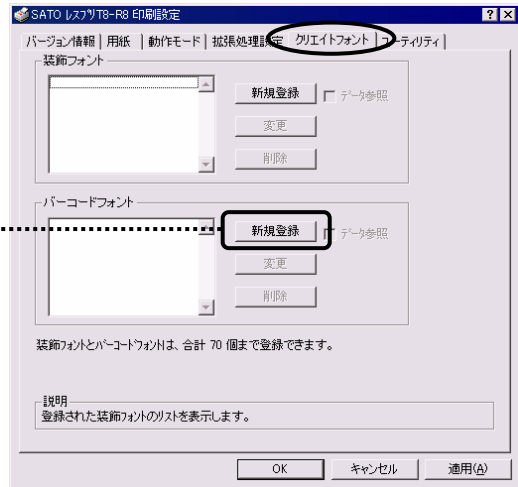 SATO ﾚｽﾌﾟﾘT8-R8 印刷設定
バージョン情報 用紙 動作モード 拡張処理設定 クリエイトフォント ユーティリティ
装飾フォント
新規登録 データ参照
変更
削除
バーコードフォント
新規登録 データ参照
変更
削除
装飾フォントとバーコードフォントは、合計 70 個まで登録できます。
説明
登録された装飾フォントのリストを表示します。
OK キャンセル 適用(A)